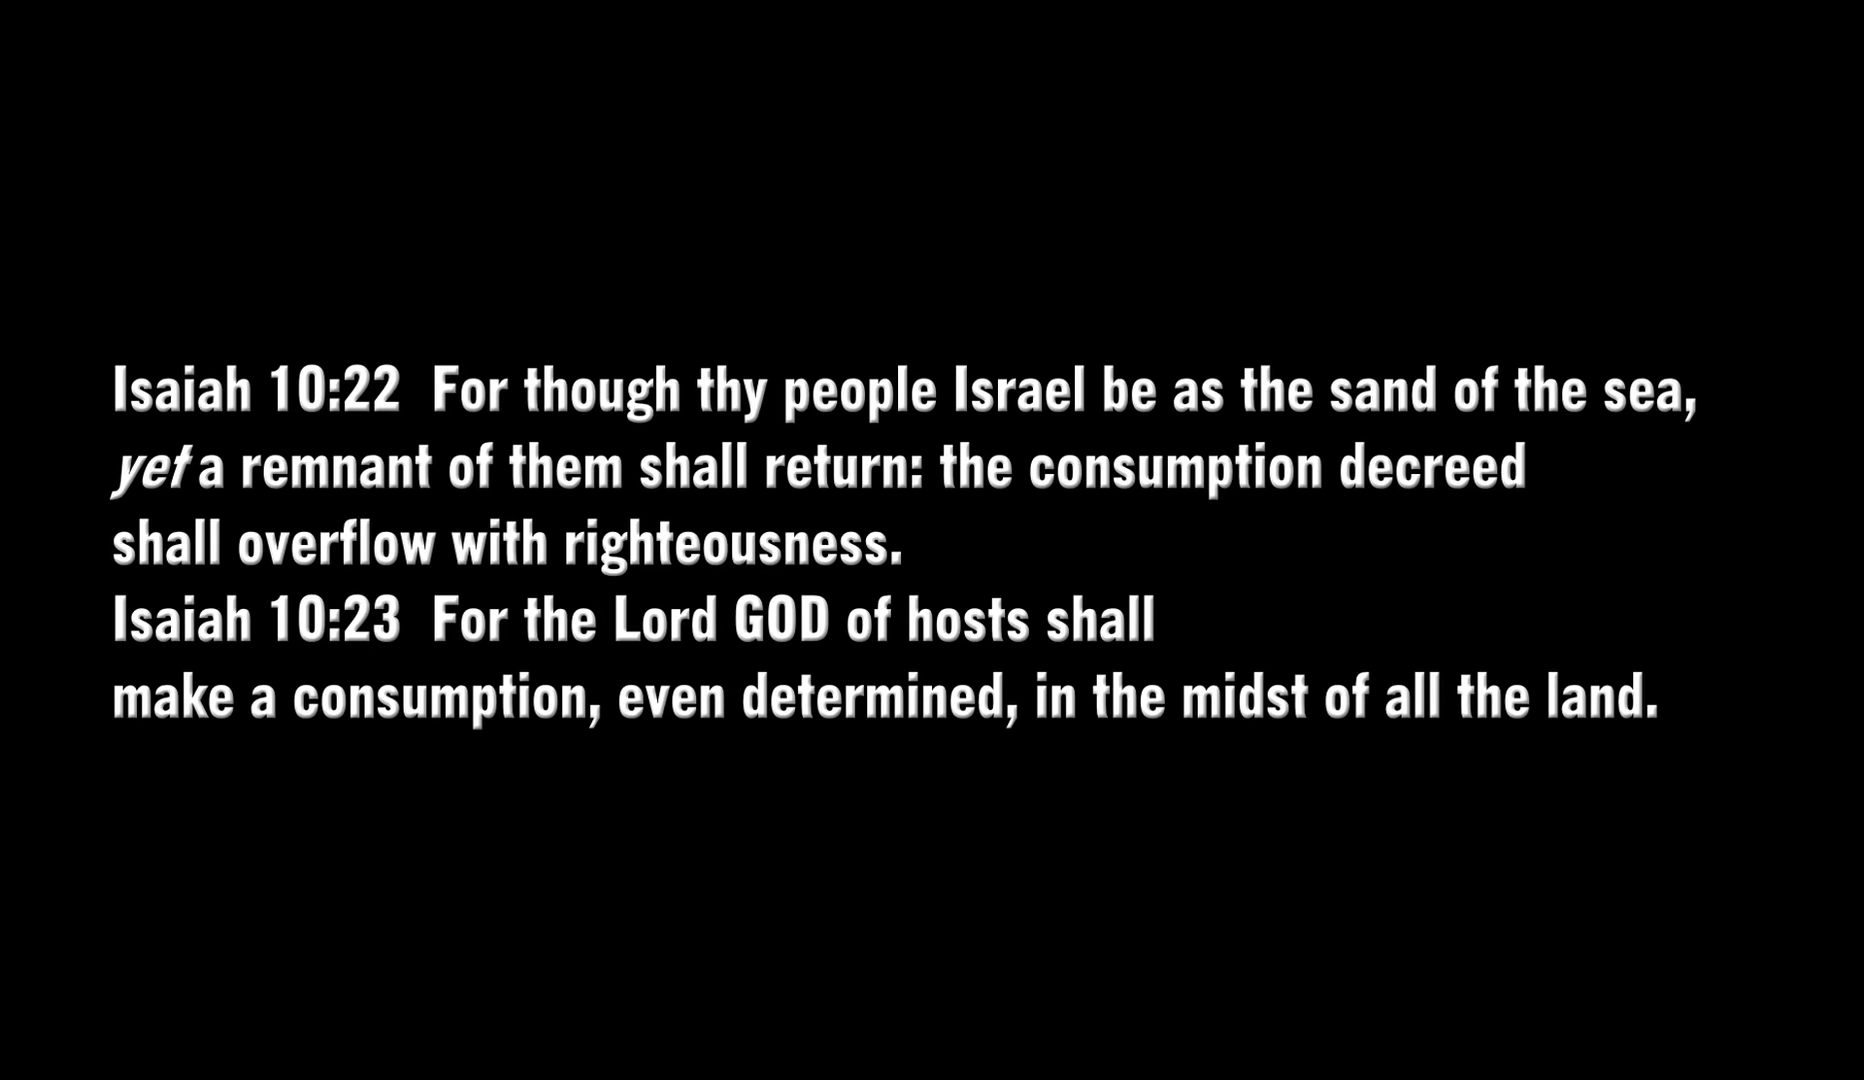 Isaiah 10:22  For though thy people Israel be as the sand of the sea,
yet a remnant of them shall return: the consumption decreed
shall overflow with righteousness.
Isaiah 10:23  For the Lord GOD of hosts shall
make a consumption, even determined, in the midst of all the land.